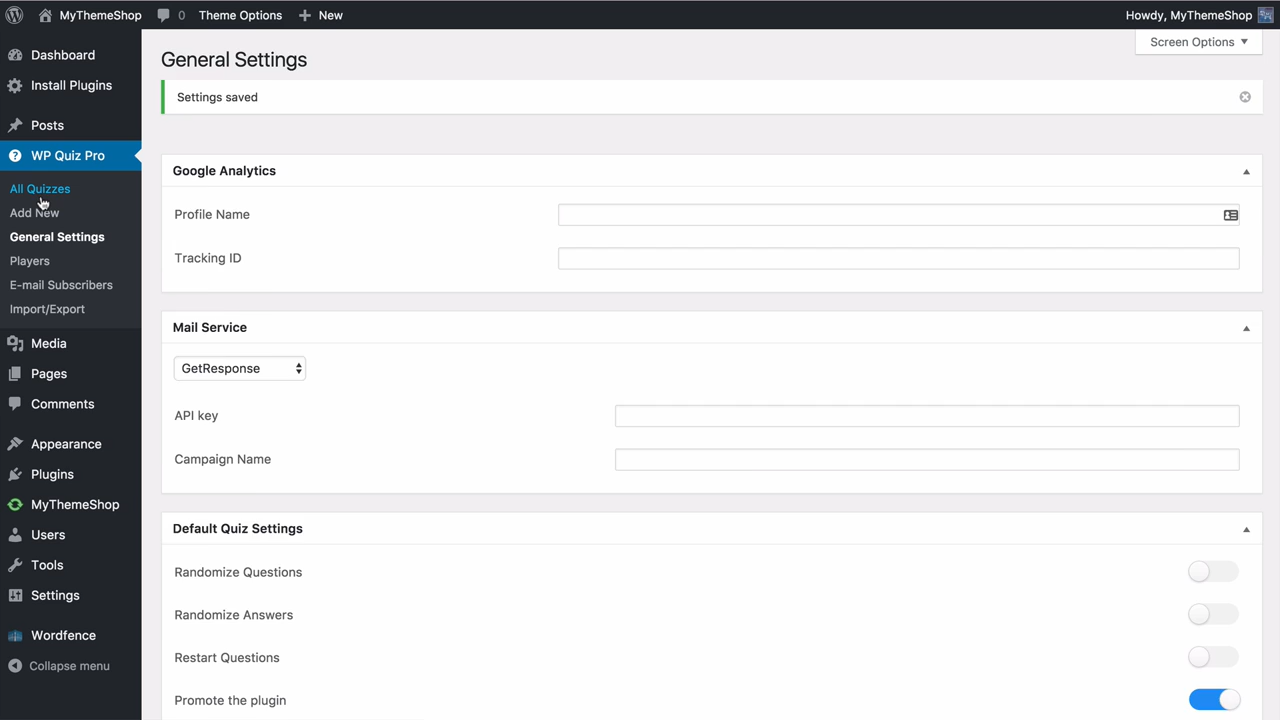 MyThemeShop 0 Theme Options New Howdy, MyThemeShop
Screen Options
Dashboard
Install Plugins
Posts
WP Quiz Pro
All Quizzes
Add New
General Settings
Players
E-mail Subscribers
Import/Export
Media
Pages
Comments
Appearance
Plugins
MyThemeShop
Users
Tools
Settings
Wordfence
Collapse menu
General Settings
Settings saved
Google Analytics
Profile Name
Tracking ID
Mail Service
GetResponse
API key
Campaign Name
Default Quiz Settings
Randomize Questions
Randomize Answers
Restart Questions
Promote the plugin